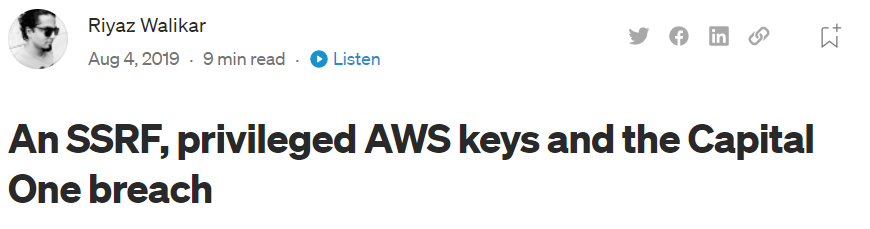 Riyaz Walikar
Aug 4, 2019 · 9 min read · Listen
An SSRF, privileged AWS keys and the Capital
One breach